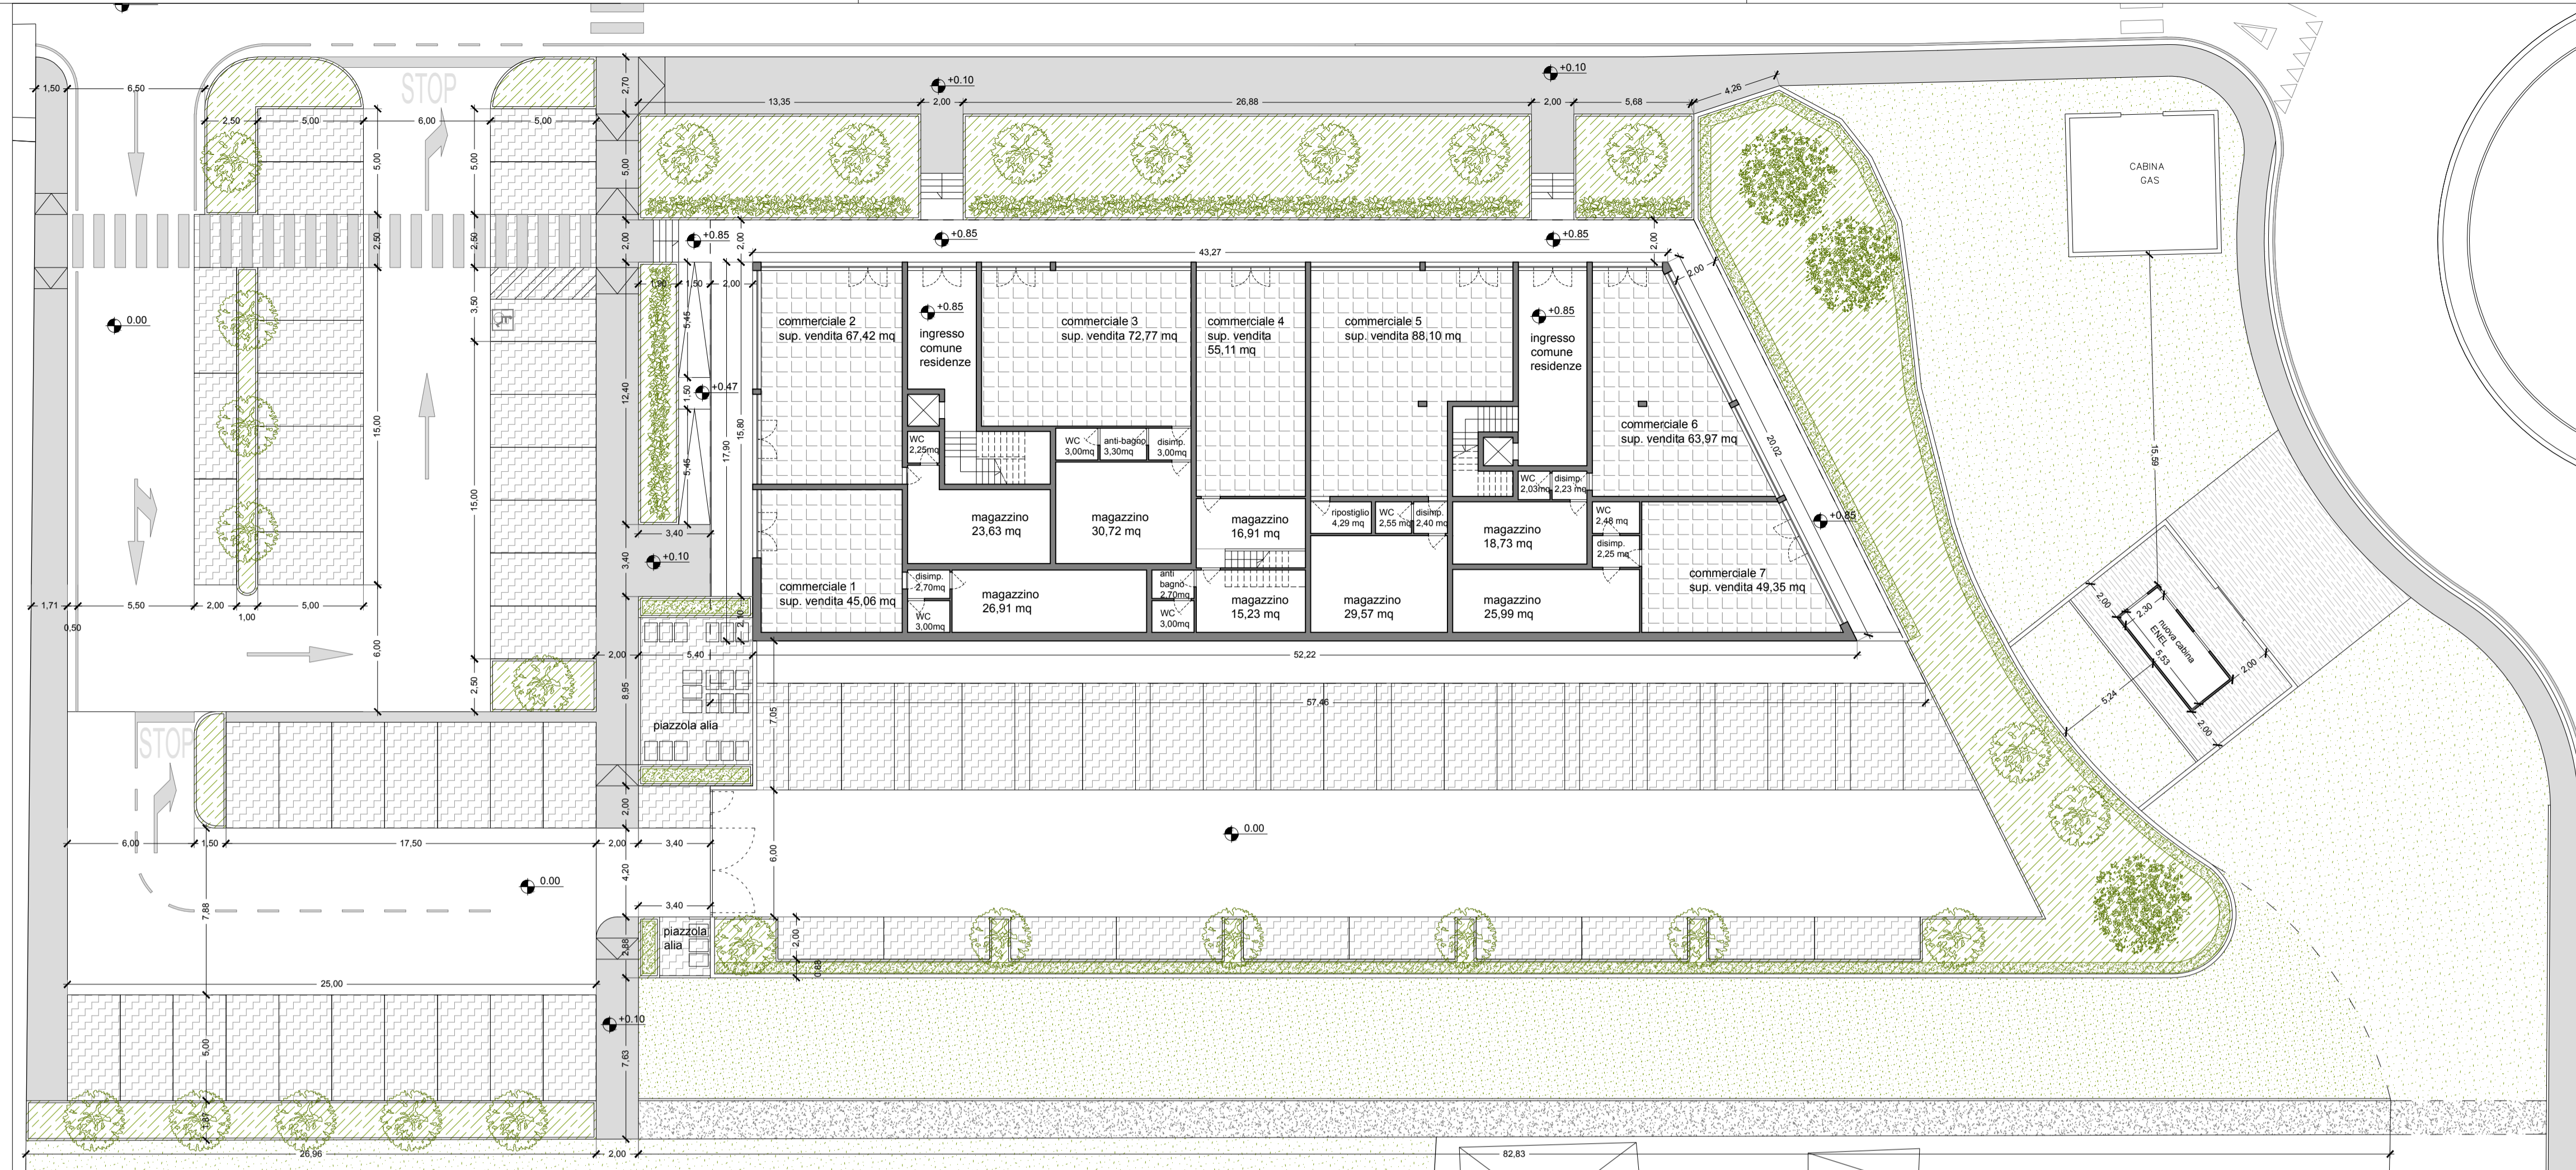 +0.10
+0.10
STOP
1,50
6,50
2,50
5,00
6,00
5,00
2,70
13,35
2,00
26,88
2,00
5,68
4,26
CABINA
GAS
5,00
5,00
5,00
2,50
2,50
2,00
+0.85
2,00
+0.85
+0.85
2,00
43,27
2,00
0.00
3,50
1,50
2,00
5,45
commerciale 2
sup. vendita 67,42 mq
+0.85
ingresso
comune
residenze
commerciale 3
sup. vendita 72,77 mq
commerciale 4
sup. vendita
55,11 mq
commerciale 5
sup. vendita 88,10 mq
+0.85
ingresso
comune
residenze
commerciale 6
sup. vendita 63,97 mq
20,02
15,59
12,40
1,50
+0.47
15,00
15,00
17,90
15,80
5,45
WC
2,25mq
WC
3,00mq
anti-bagno
3,30mq
disimp.
3,00mq
WC
2,03mq
disimp.
2,23 mq
magazzino
23,63 mq
magazzino
30,72 mq
magazzino
16,91 mq
ripostiglio
4,29 mq
WC
2,55 mq
disimp.
2,40 mq
magazzino
18,73 mq
WC
2,48 mq
disimp.
2,25 mq
+0.85
3,40
+0.10
3,40
commerciale 1
sup. vendita 45,06 mq
disimp.
2,70mq
WC
3,00mq
magazzino
26,91 mq
anti
bagno
2,70mq
WC
3,00mq
magazzino
15,23 mq
magazzino
29,57 mq
magazzino
25,99 mq
commerciale 7
sup. vendita 49,35 mq
1,71
0,50
5,50
2,00
1,00
5,00
2,10
6,00
2,50
2,00
5,40
52,22
8,95
7,05
57,46
piazzola alia
2,00
2,30
nuova cabina
ENEL
5,53
2,00
5,24
2,00
STOP
6,00
1,50
17,50
2,00
2,00
3,40
6,00
0.00
4,20
7,88
0.00
3,40
2,88
piazzola
alia
2,00
0,88
25,00
5,00
+0.10
7,63
1,87
26,96
2,00
82,83